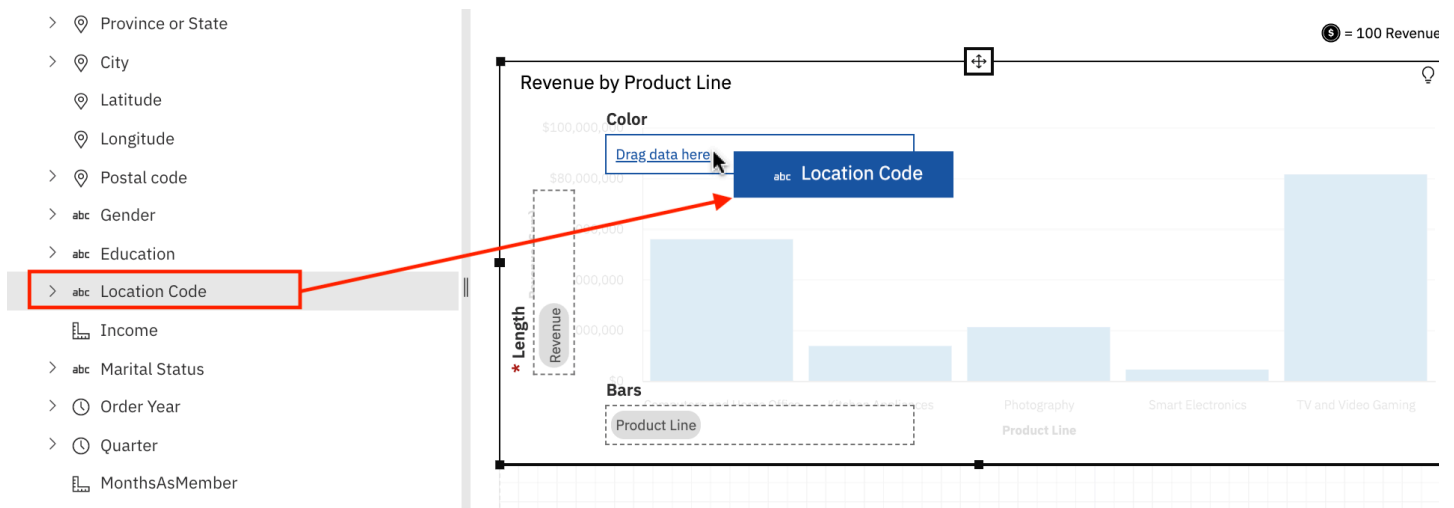 Province or State
City
Latitude
Longitude
Postal code
abc Gender
abc Education
abc Location Code
Income
abc Marital Status
Order Year
Quarter
MonthsAsMember
$ = 100 Revenue
Revenue by Product Line
Color
$100,000,000
Drag data here
abc Location Code
$80,000,000
* Length
Revenue
$0
Bars
Product Line
Photography
Smart Electronics
TV and Video Gaming
Product Line